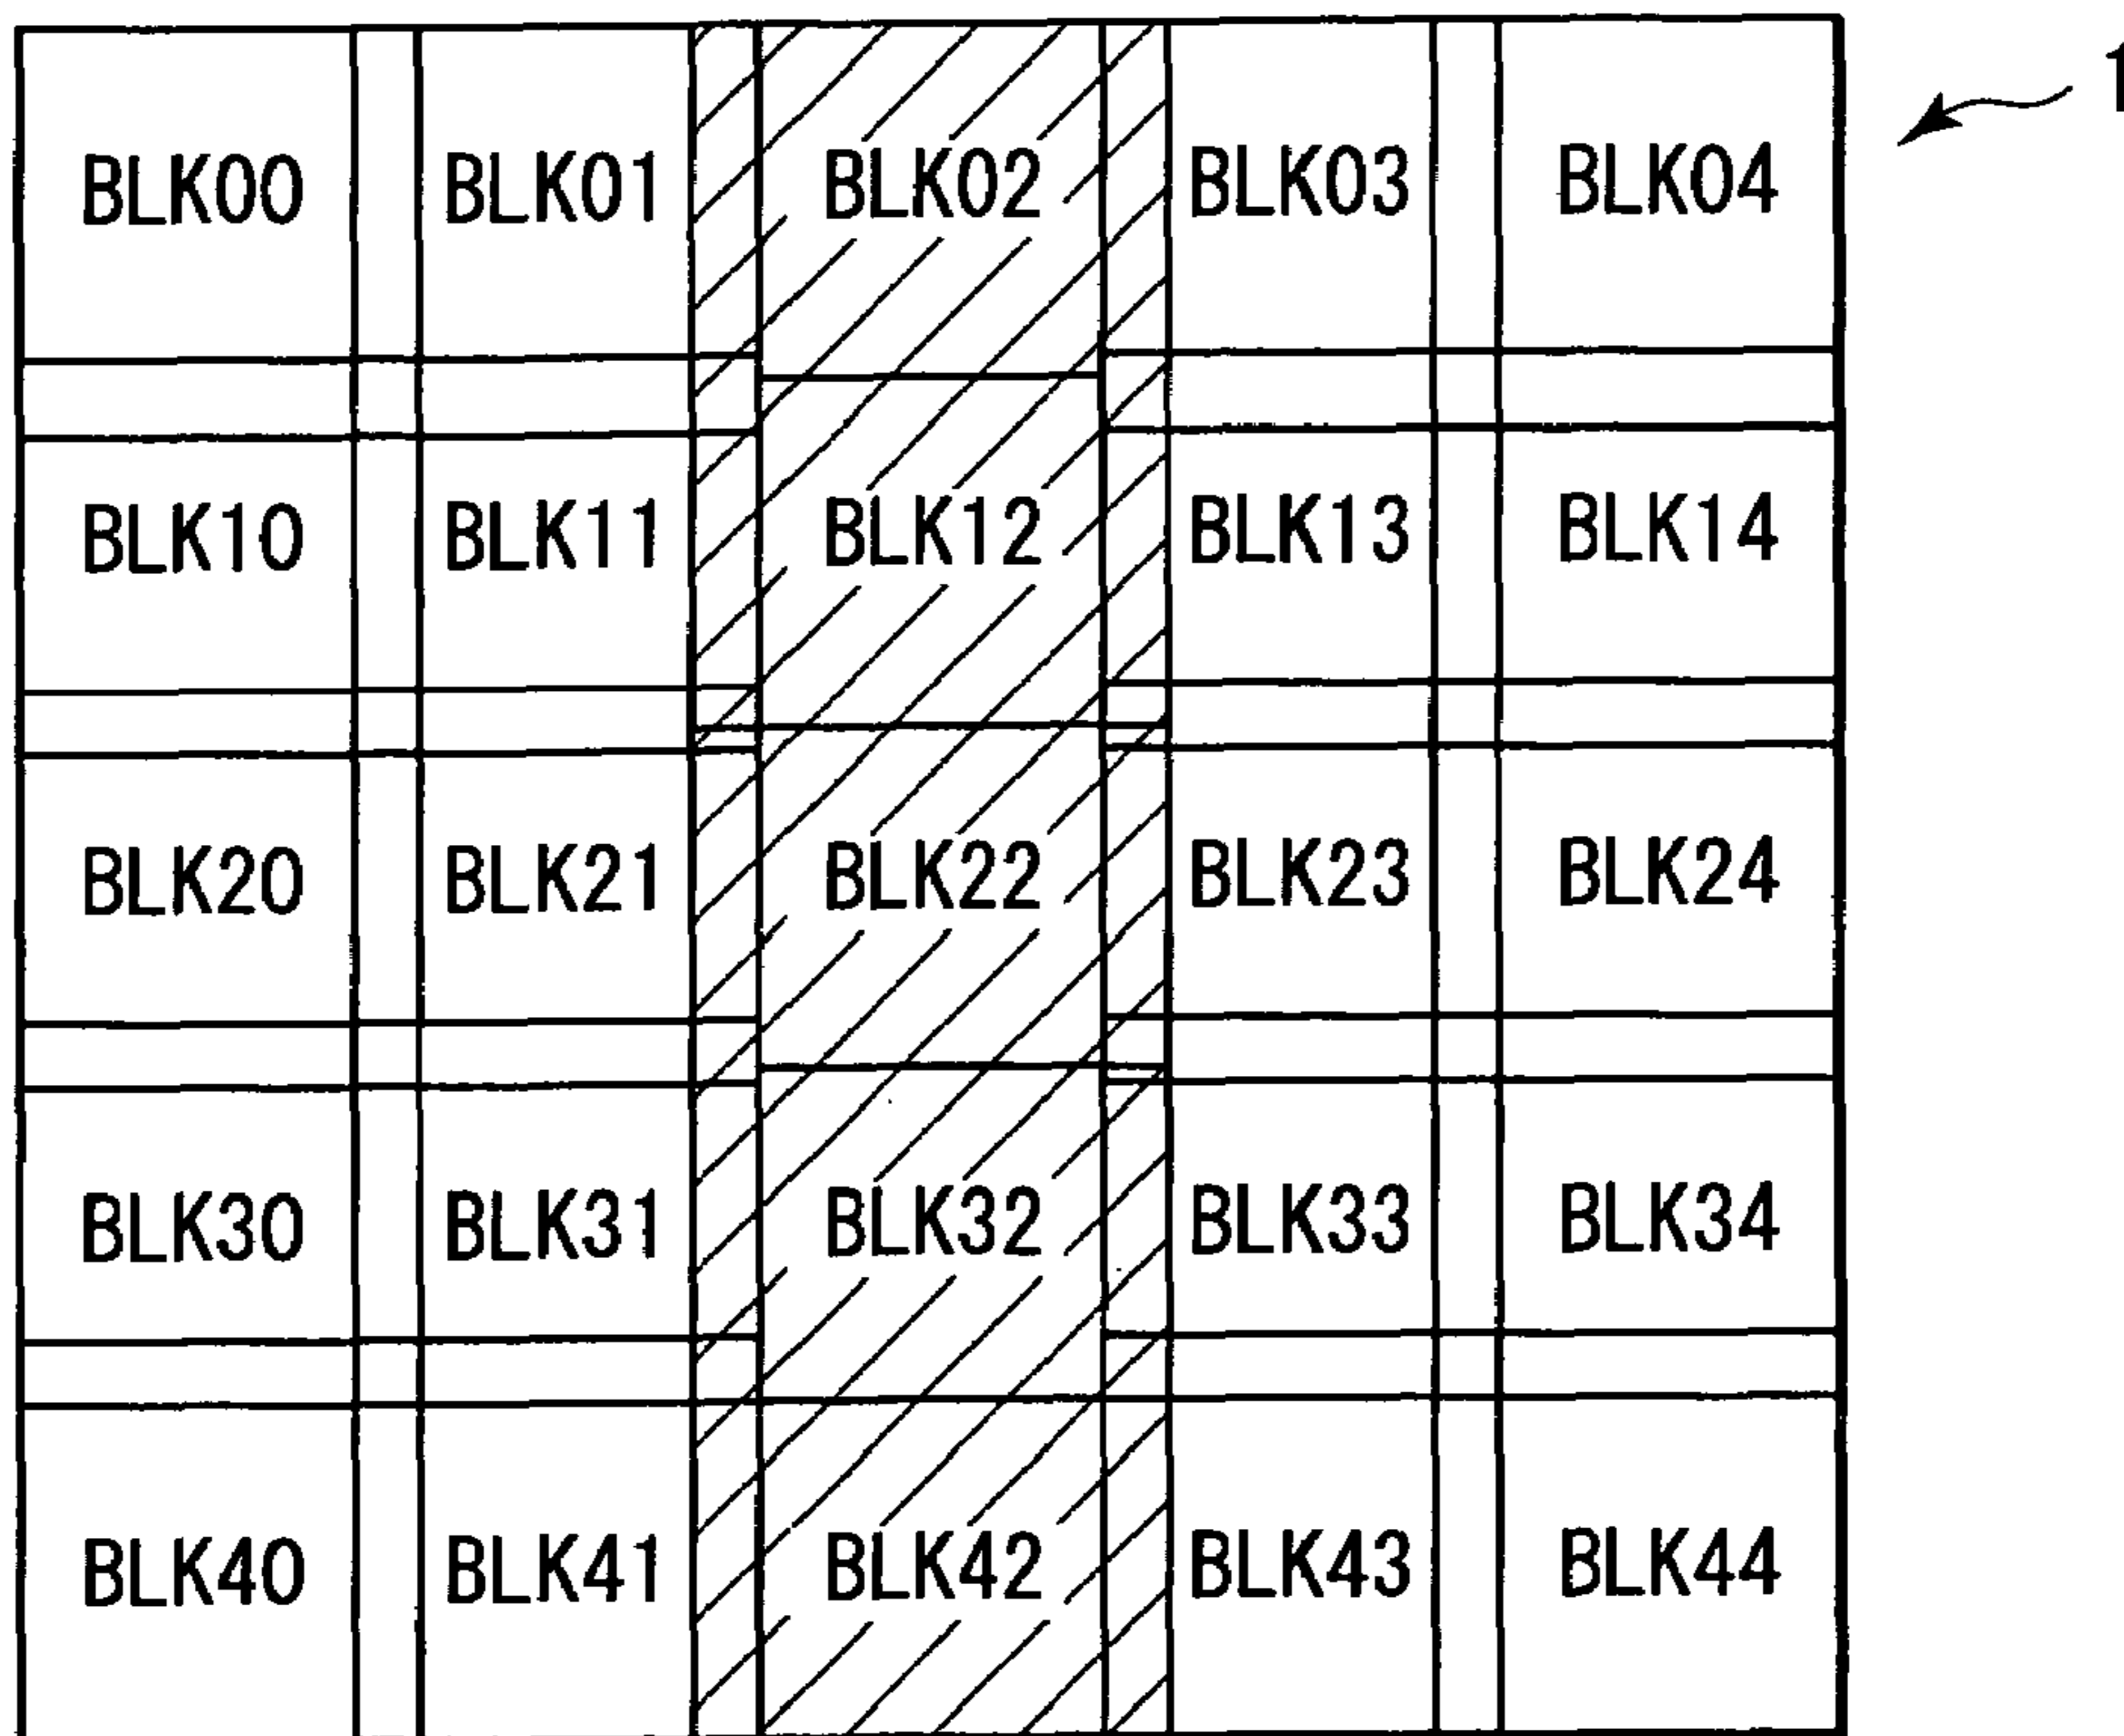 1
BLK00 BLK01 BLK02 BLK03 BLK04
BLK10 BLK11 BLK12 BLK13 BLK14
BLK20 BLK21 BLK22 BLK23 BLK24
BLK30 BLK31 BLK32 BLK33 BLK34
BLK40 BLK41 BLK42 BLK43 BLK44